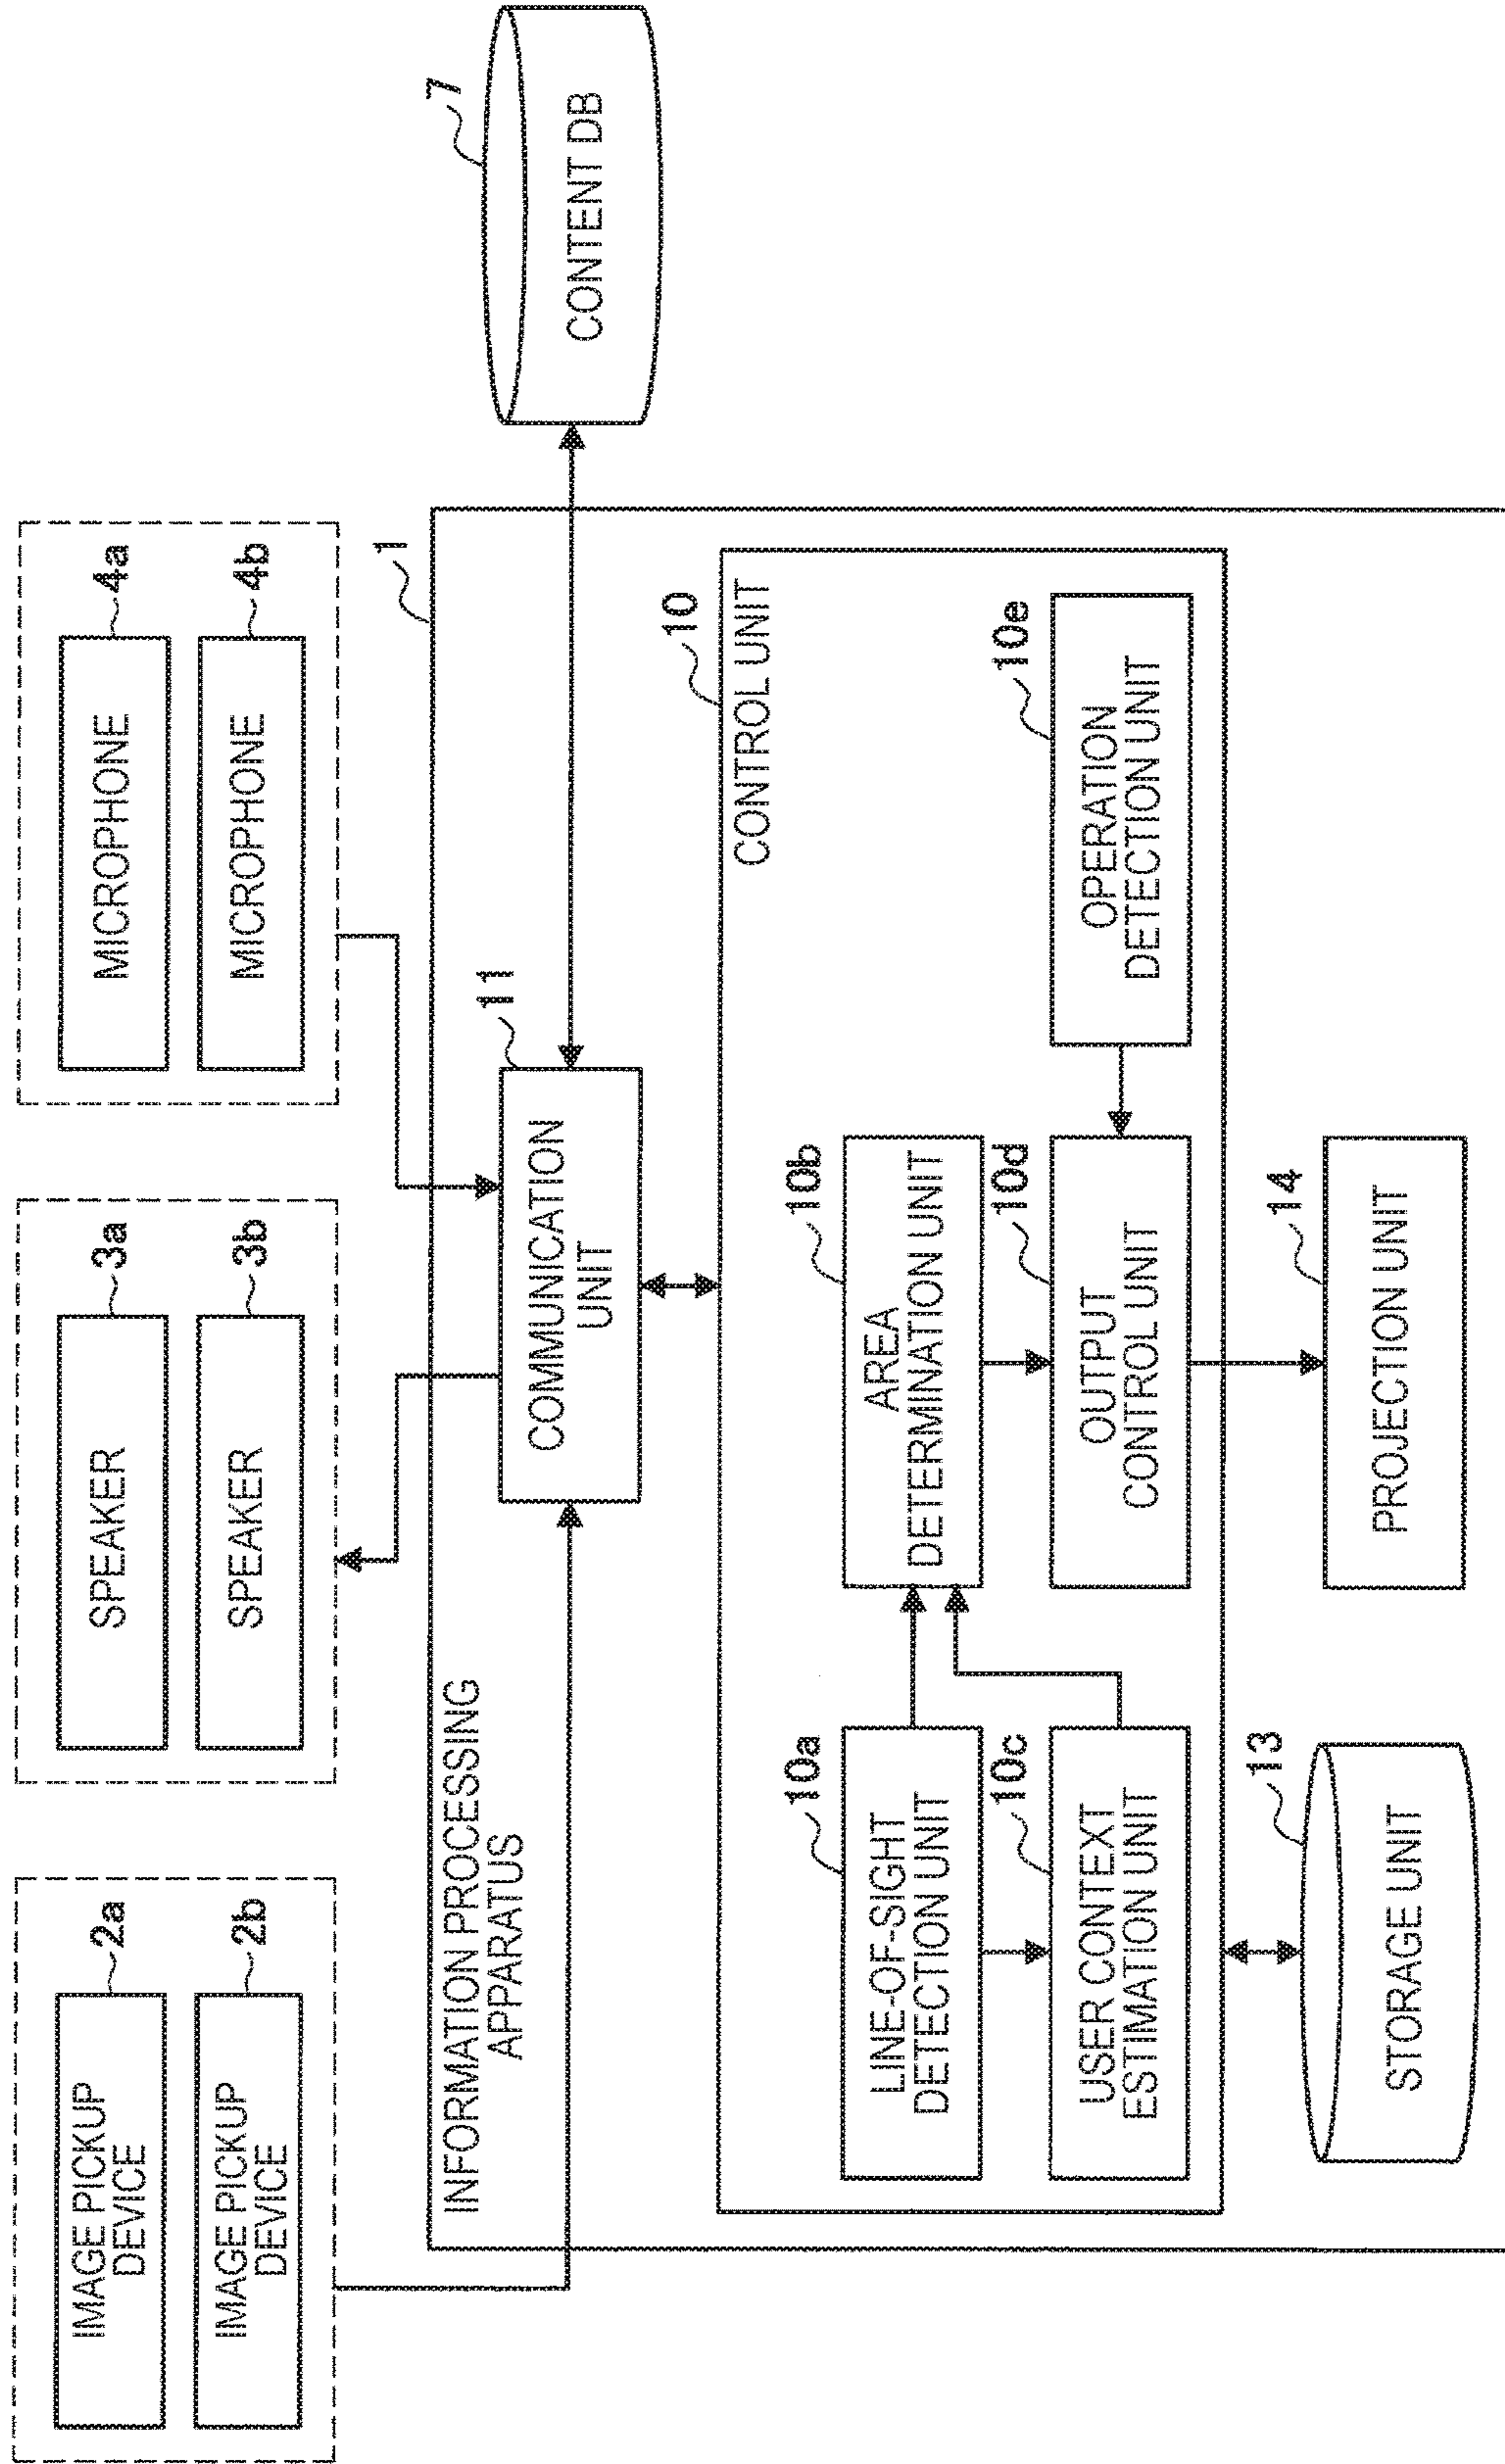 IMAGE PICKUP
DEVICE
2a
IMAGE PICKUP
DEVICE
2b
SPEAKER
3a
SPEAKER
3b
MICROPHONE
4a
MICROPHONE
4b
7
CONTENT DB
1
INFORMATION PROCESSING
APPARATUS
11
COMMUNICATION
UNIT
10
CONTROL UNIT
10a
LINE-OF-SIGHT
DETECTION UNIT
10b
AREA
DETERMINATION UNIT
10c
USER CONTEXT
ESTIMATION UNIT
10d
OUTPUT
CONTROL UNIT
10e
OPERATION
DETECTION UNIT
13
STORAGE UNIT
14
PROJECTION UNIT